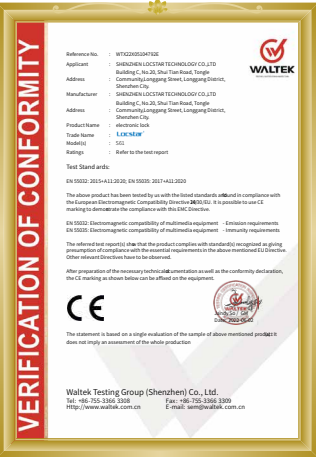 VERIFICATION OF CONFORMITY
WALTEK
Reference No. : WTX22X05104792E
Applicant : SHENZHEN LOCSTAR TECHNOLOGY CO.,LTD
Address : Building C, No.20, Shui Tian Road, Tongle
Community, Longgang Street, Longgang District,
Shenzhen, City.
Manufacturer : SHENZHEN LOCSTAR TECHNOLOGY CO.,LTD
Address : Building C, No.20, Shui Tian Road, Tongle
Community, Longgang Street, Longgang District,
Shenzhen, City.
Product Name : electronic lock
Trade Name : Locstar
Model(s) : S61
Ratings : Refer to the test report
Test Standards:
EN 55032: 2015+A11:2020; EN 55035: 2017+A11:2020
The above product has been tested by us with the listed standards and found in compliance with
the European Electromagnetic Compatibility Directive 2014/30/EU. It is possible to use CE
marking to demonstrate the compliance with this EMC Directive.
EN 55032: Electromagnetic compatibility of multimedia equipment - Emission requirements
EN 55035: Electromagnetic compatibility of multimedia equipment - Immunity requirements
The referred test report(s) show that the product complies with standard(s) recognized as giving
presumption of compliance with the essential requirements in the above mentioned EU Directive.
Other relevant Directives have to be observed.
After preparation of the necessary technical documentation as well as the conformity declaration,
the CE marking as shown below can be affixed on the equipment.
CE
WALTEK
Jandy So /
Date:
The statement is based on a single evaluation of the sample of above mentioned product. It
does not imply an assessment of the whole production
Waltek Testing Group (Shenzhen) Co., Ltd.
Tel: +86-755-3366 3308 Fax: +86-755-3366 3309
Http://www.waltek.com.cn E-mail: sem@waltek.com.cn